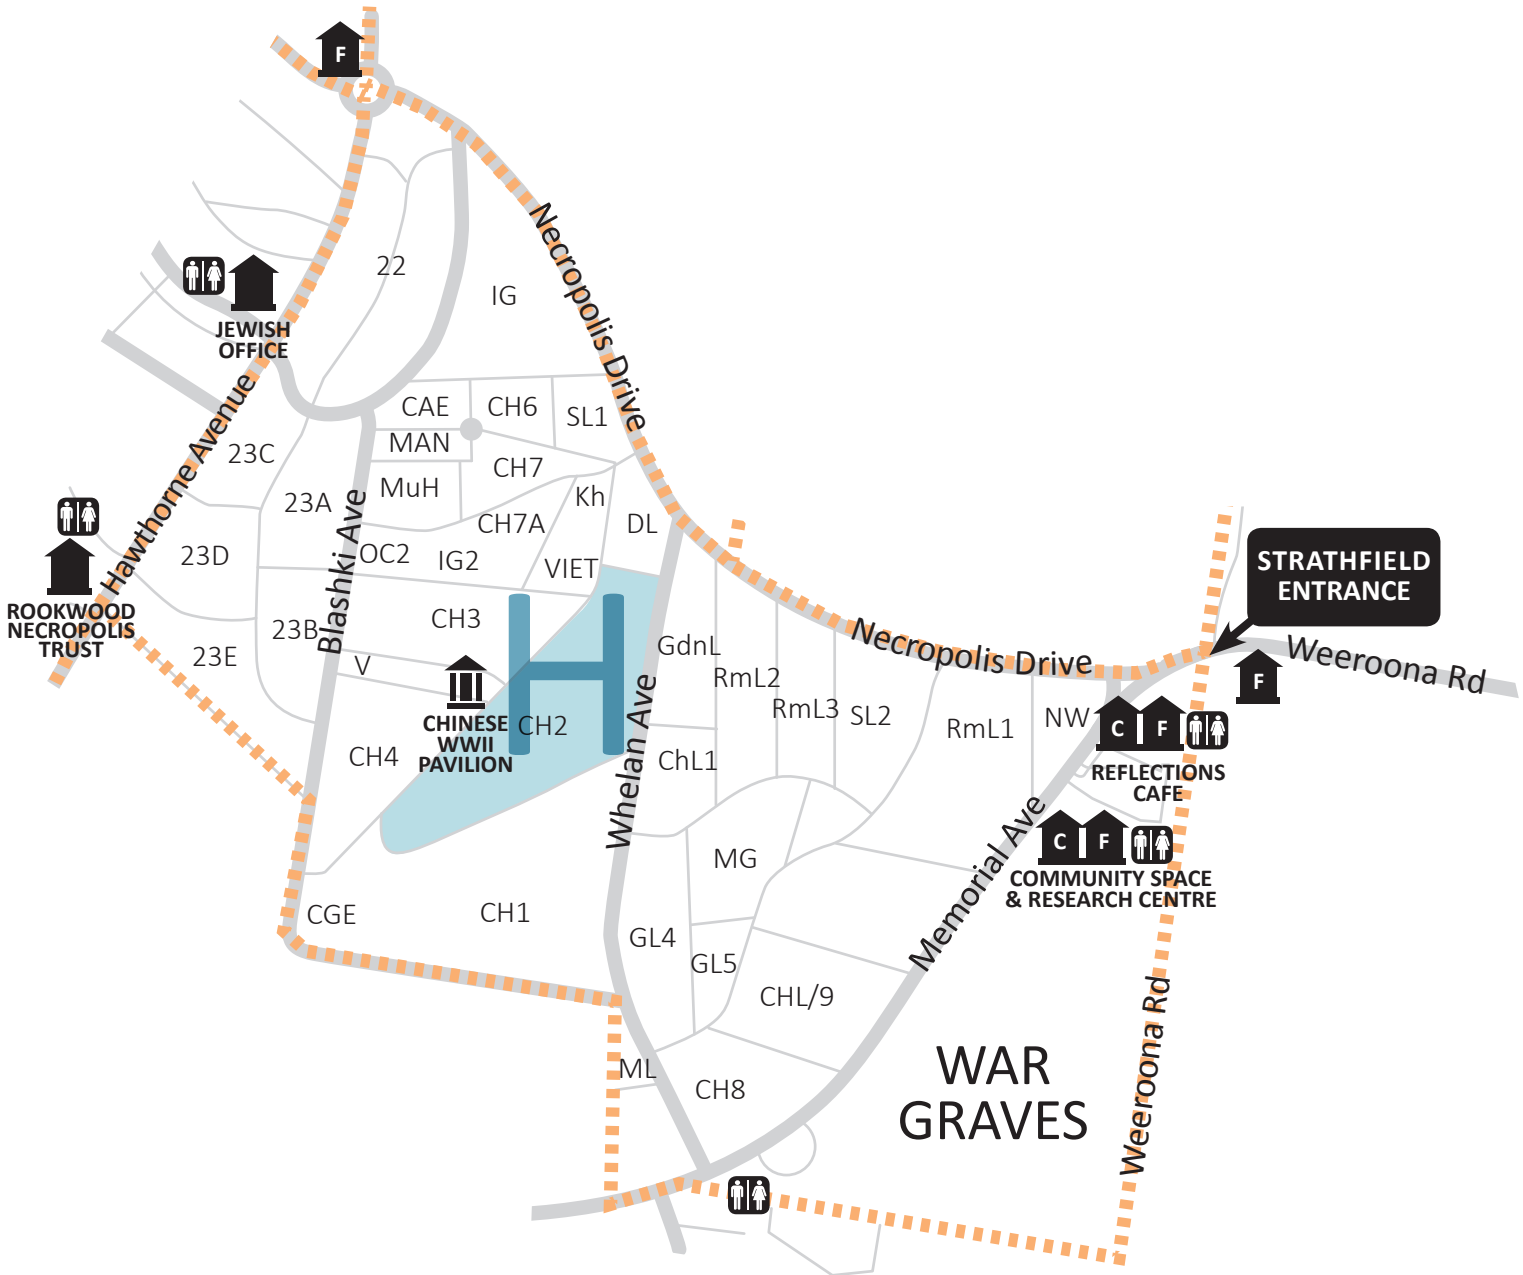 F
Necropolis Drive
22
IG
JEWISH
OFFICE
Hawthorne Avenue
CAE
CH6
SL1
MAN
23C
CH7
MuH
Kh
23A
Blashki Ave
CH7A
DL
OC2
IG2
23D
VIET
STRATHFIELD
ENTRANCE
ROOKWOOD
NECROPOLIS
TRUST
CH3
23B
H
GdnL
Necropolis Drive
Weeroona Rd
23E
V
RmL2
F
RmL3
SL2
NW
RmL1
C
F
CH2
CHINESE
WWII
PAVILION
Whelan Ave
CH4
ChL1
REFLECTIONS
CAFE
C
F
MG
COMMUNITY SPACE
& RESEARCH CENTRE
Memorial Ave
CGE
CH1
GL4
GL5
CHL/9
Weeroona Rd
ML
CH8
WAR
GRAVES